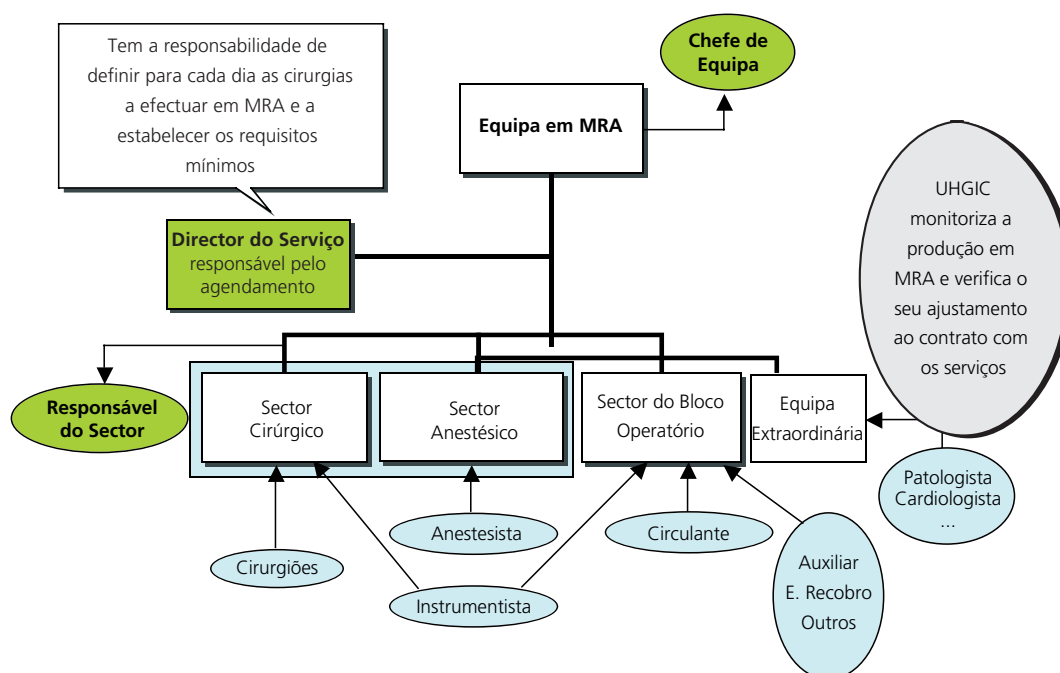 Tem a responsabilidade de
definir para cada dia as cirurgias
a efectuar em MRA e a
estabelecer os requisitos
mínimos
Chefe de
Equipa
Equipa em MRA
UHGIC
monitoriza a
produção em
MRA e verifica o
seu ajustamento
ao contrato com
os serviços
Director do Serviço
responsável pelo
agendamento
Responsável
do Sector
Sector
Cirúrgico
Sector
Anestésico
Sector do Bloco
Operatório
Equipa
Extraordinária
Patologista
Cardiologista
...
Cirurgiões
Anestesista
Instrumentista
Circulante
Auxiliar
E. Recobro
Outros